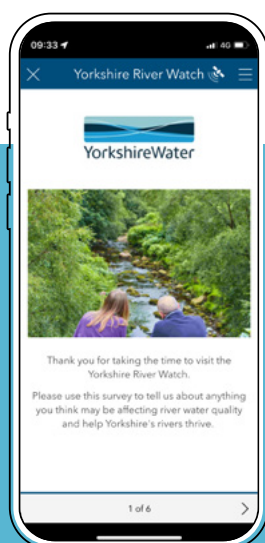 09:33
4G
Yorkshire River Watch
YorkshireWater
Thank you for taking the time to visit the
Yorkshire River Watch.
Please use this survey to tell us about anything
you think may be affecting river water quality
and help Yorkshire's rivers thrive.
1 of 6